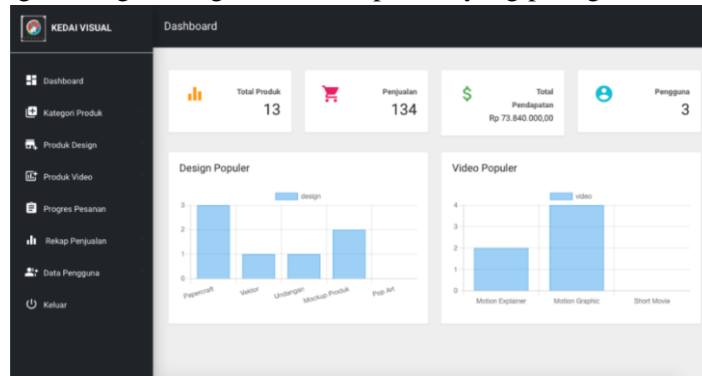 KEDAI VISUAL
Dashboard
Dashboard
Kategori Produk
Produk Design
Produk Video
Progres Pesanan
Rekap Penjualan
Data Pengguna
Keluar
Total Produk
13
Penjualan
134
Total
Pendapatan
Rp 73.840.000,00
Pengguna
3
Design Populer
design
3
2
1
0
Papercraft
Vektor
Undangan
Mockup Produk
Pop Art
Video Populer
video
4
3
2
1
0
Motion Explainer
Motion Graphic
Short Movie